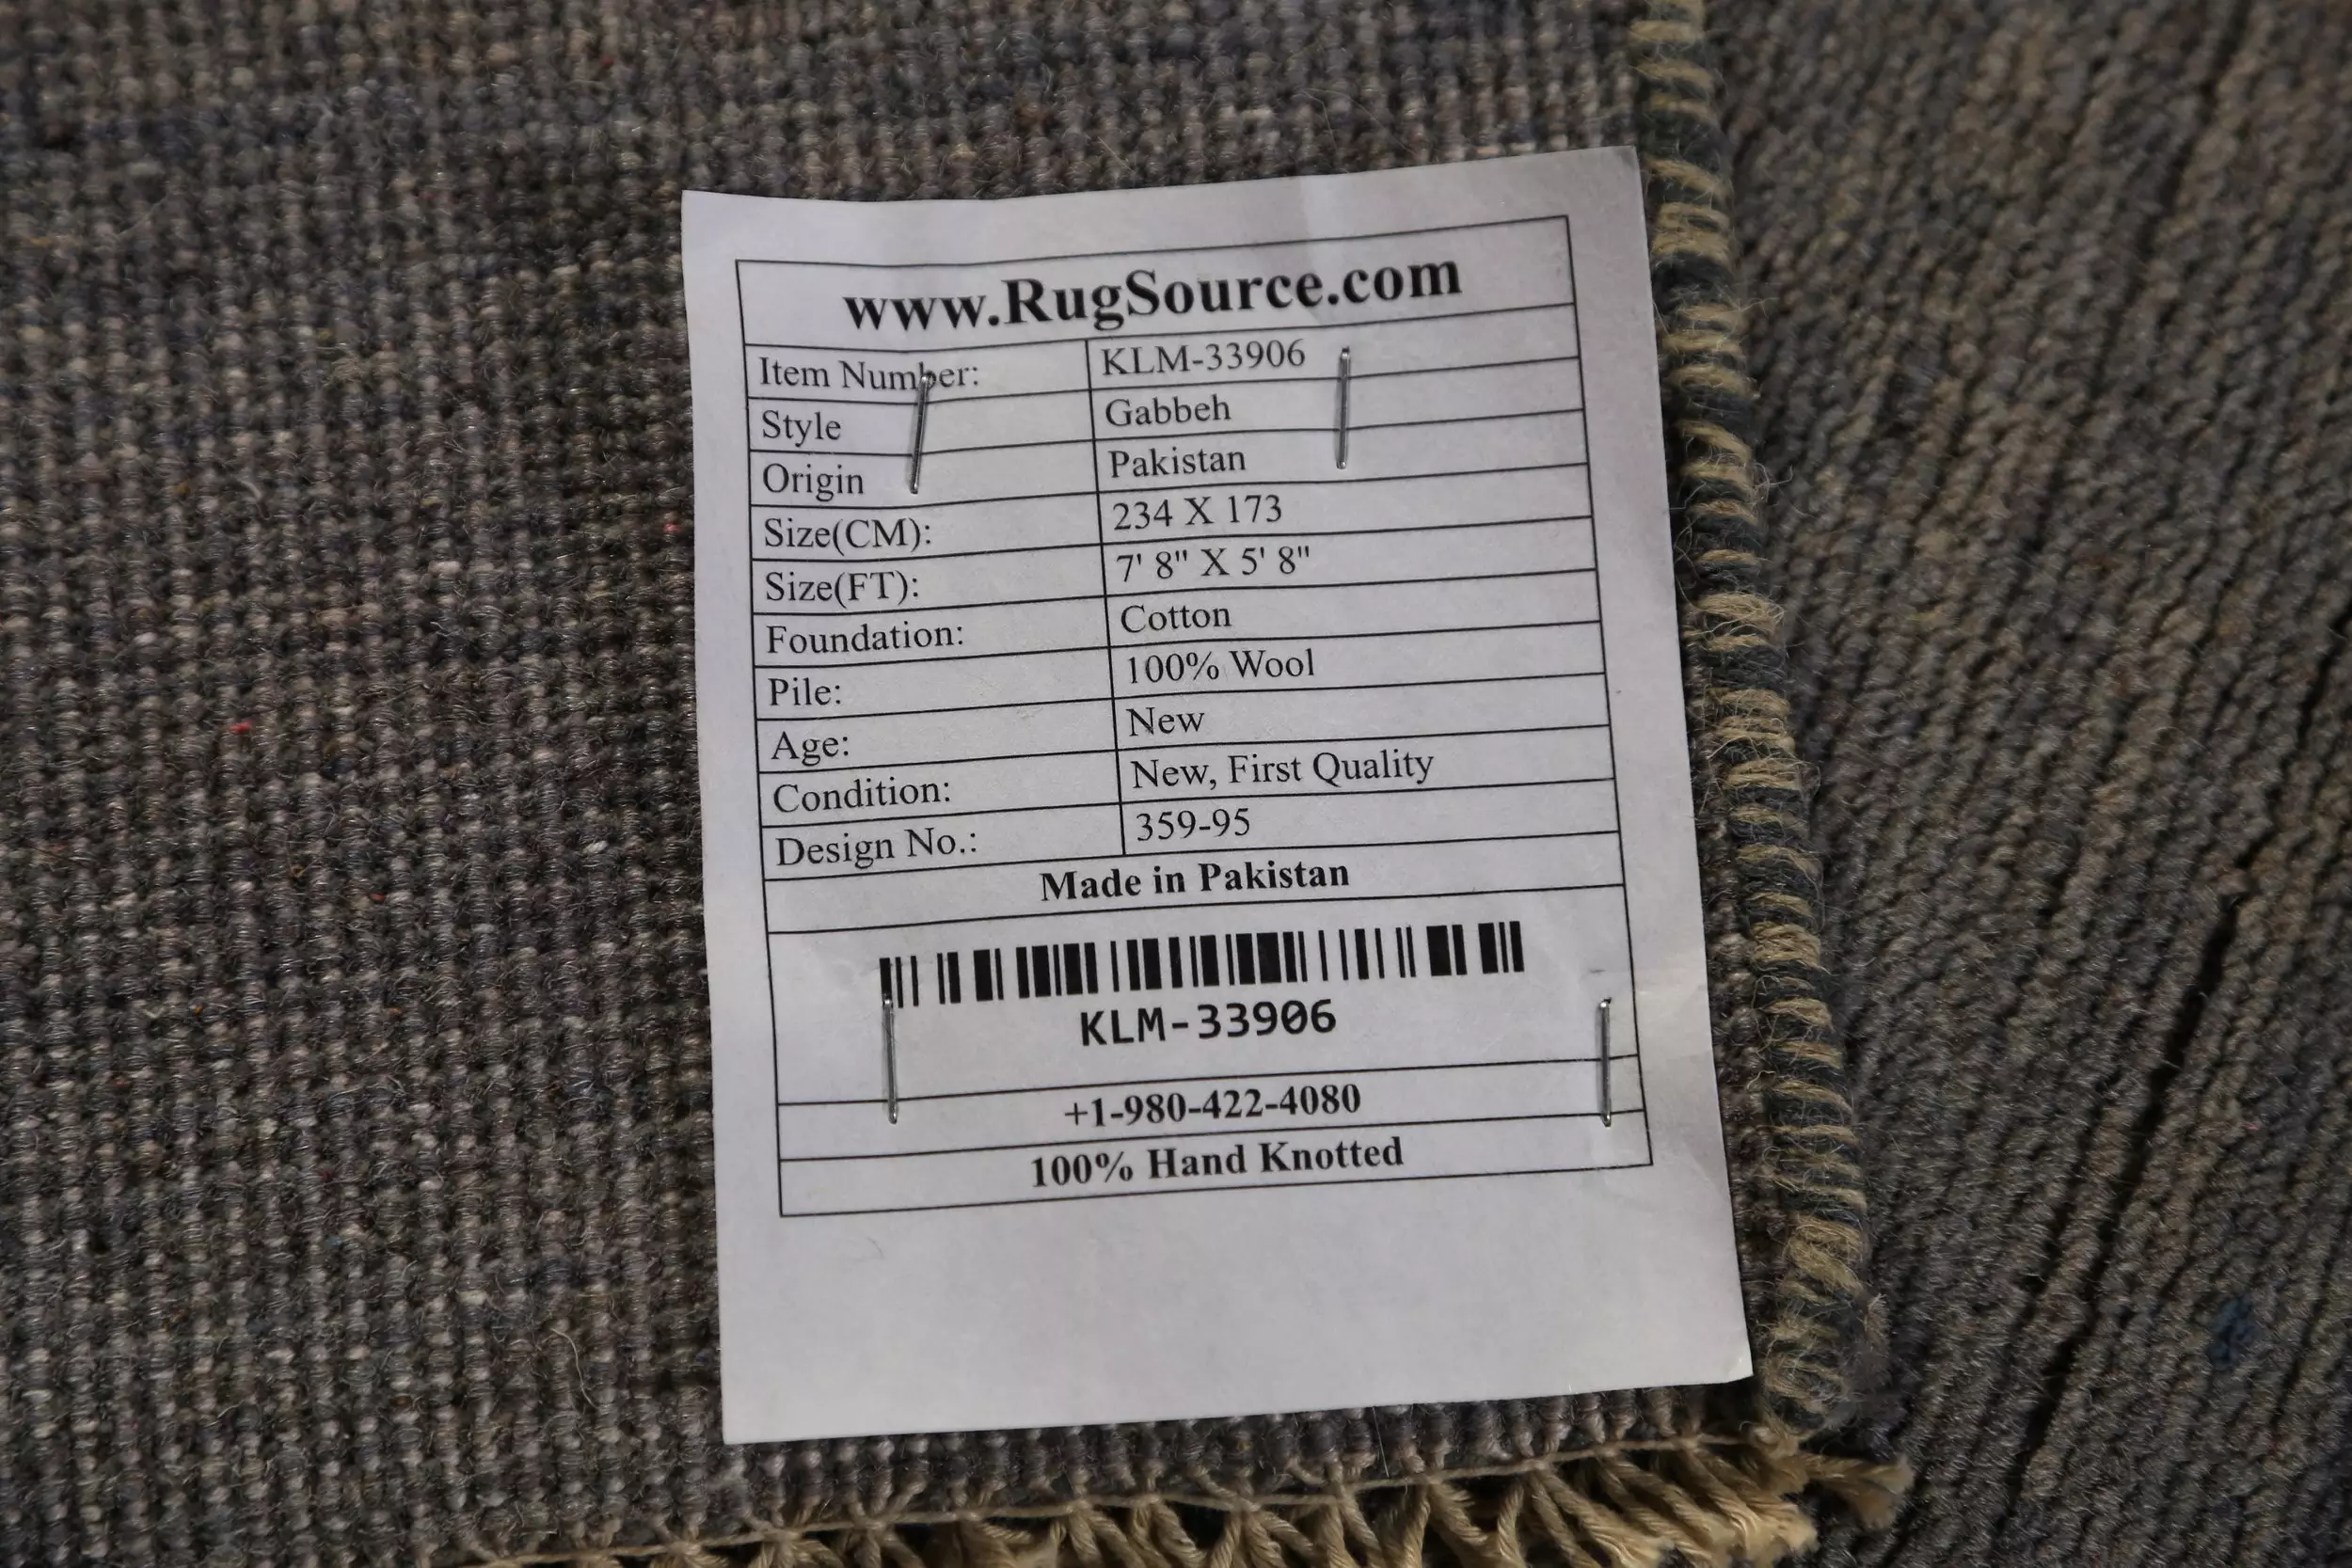 www.RugSource.com
Item Number: KLM-33906
Style Gabbeh
Origin Pakistan
Size(CM): 234 X 173
Size(FT): 7' 8" X 5' 8"
Foundation: Cotton
Pile: 100% Wool
Age: New
Condition: New, First Quality
Design No.: 359-95
Made in Pakistan
KLM-33906
+1-980-422-4080
100% Hand Knotted